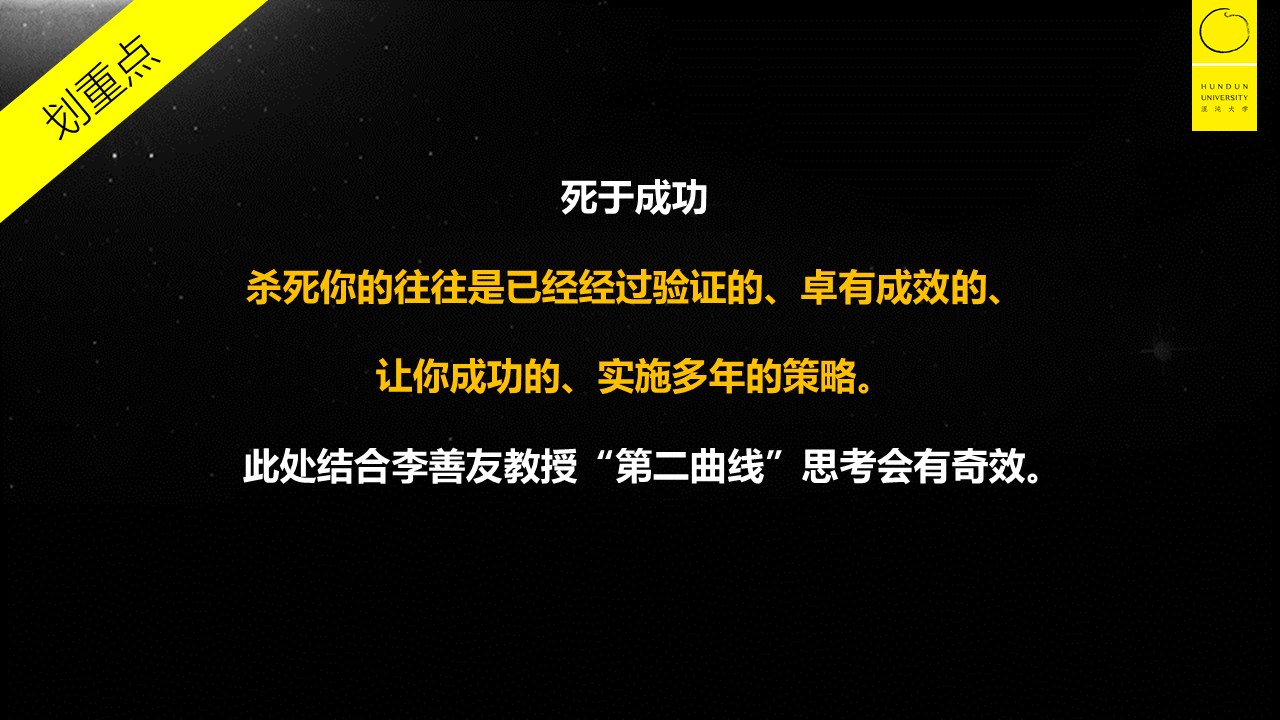 划重点
HUNDUN
UNIVERSITY
混沌大学
死于成功
杀死你的往往是已经经过验证的、卓有成效的、
让你成功的、实施多年的策略。
此处结合李善友教授“第二曲线”思考会有奇效。